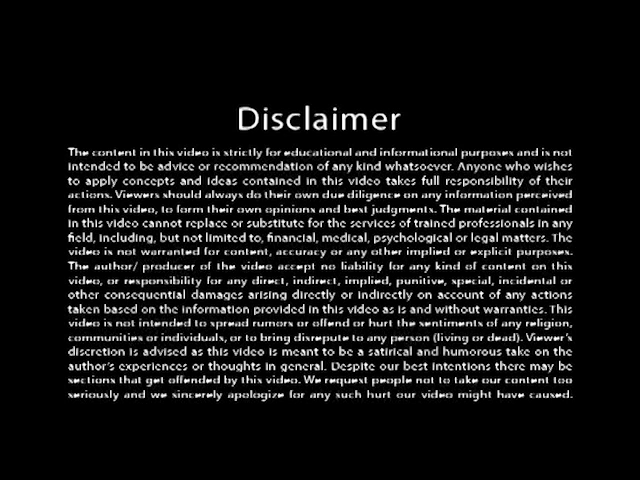 Disclaimer
The content in this video is strictly for educational and informational purposes and is not
intended to be advice or recommendation of any kind whatsoever. Anyone who wishes
to apply concepts and ideas contained in this video takes full responsibility of their
actions. Viewers should always do their own due diligence on any information perceived
from this video, to form their own opinions and best judgments. The material contained
in this video cannot replace or substitute for the services of trained professionals in any
field, including, but not limited to, financial, medical, psychological or legal matters. The
video is not warranted for content, accuracy or any other implied or explicit purposes.
The author/ producer of the video accept no liability for any kind of content on this
video, or responsibility for any direct, indirect, implied, punitive, special, incidental or
other consequential damages arising directly or indirectly on account of any actions
taken based on the information provided in this video as is and without warranties. This
video is not intended to spread rumors or offend or hurt the sentiments of any religion,
communities or individuals, or to bring disrepute to any person (living or dead). Viewer's
discretion is advised as this video is meant to be a satirical and humorous take on the
author's experiences or thoughts in general. Despite our best intentions there may be
sections that get offended by this video. We request people not to take our content too
seriously and we sincerely apologize for any such hurt our video might have caused.